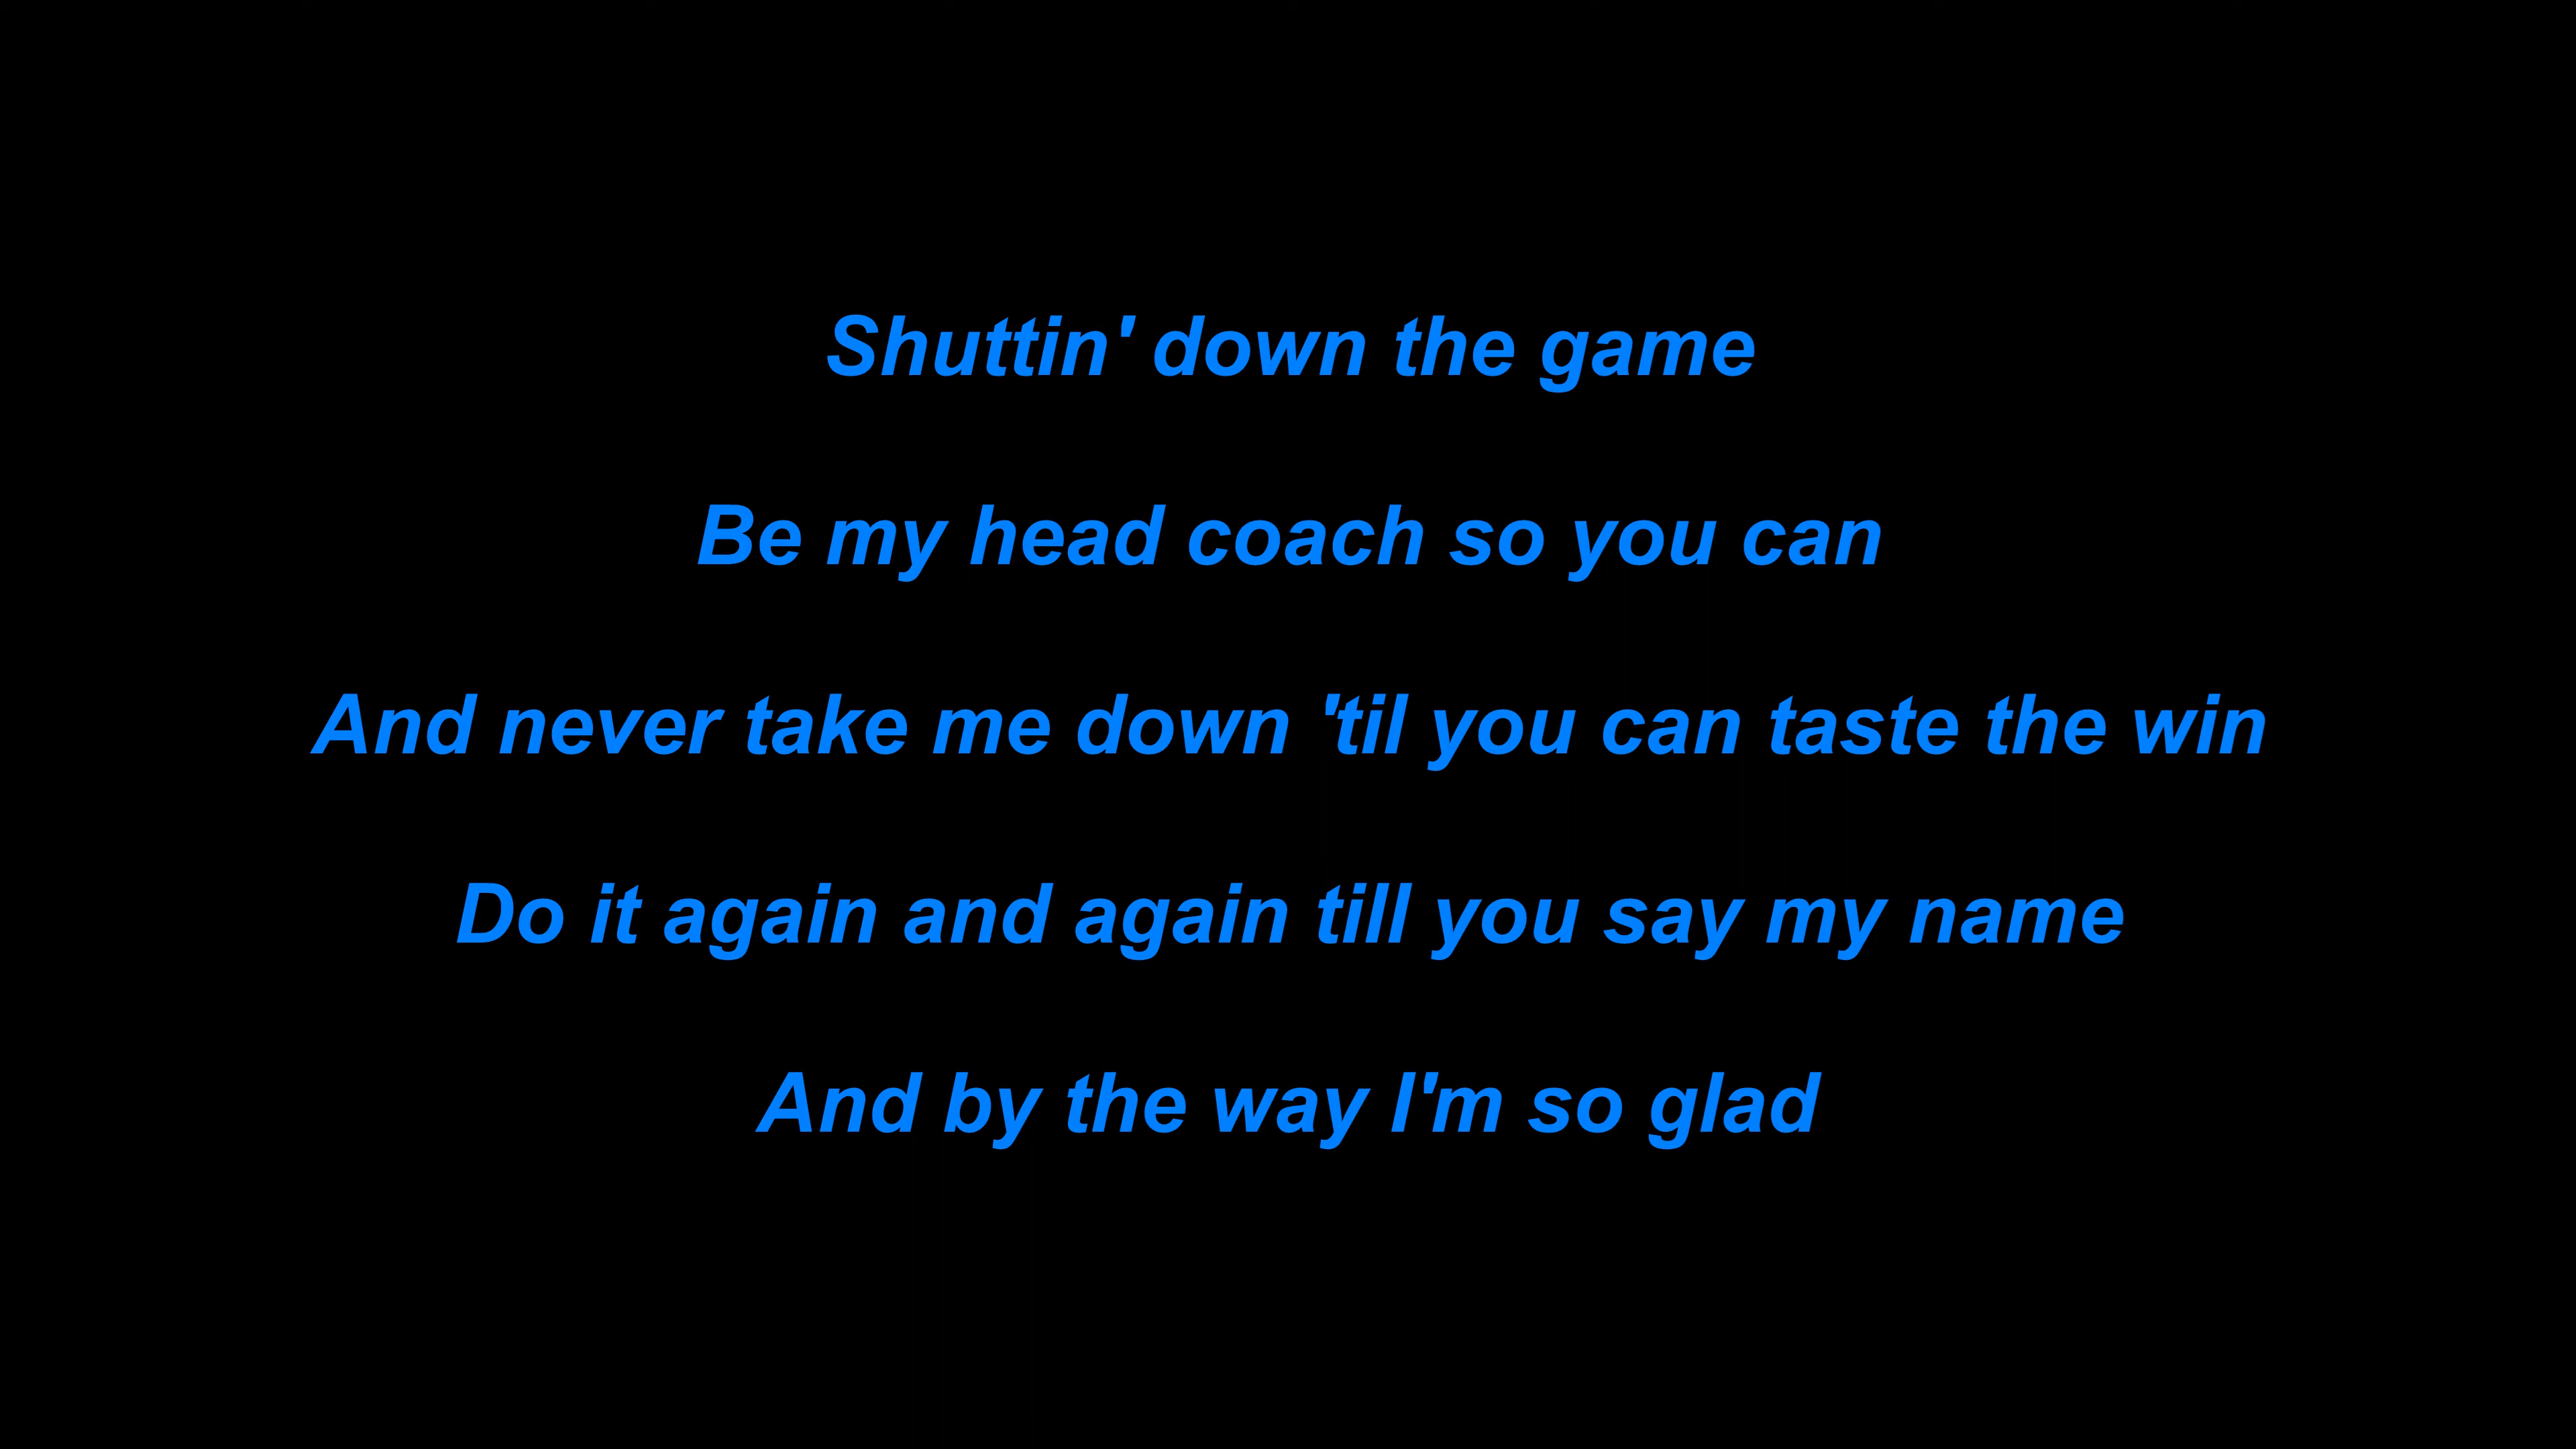 Shuttin' down the game
Be my head coach so you can
And never take me down 'til you can taste the win
Do it again and again till you say my name
And by the way I'm so glad